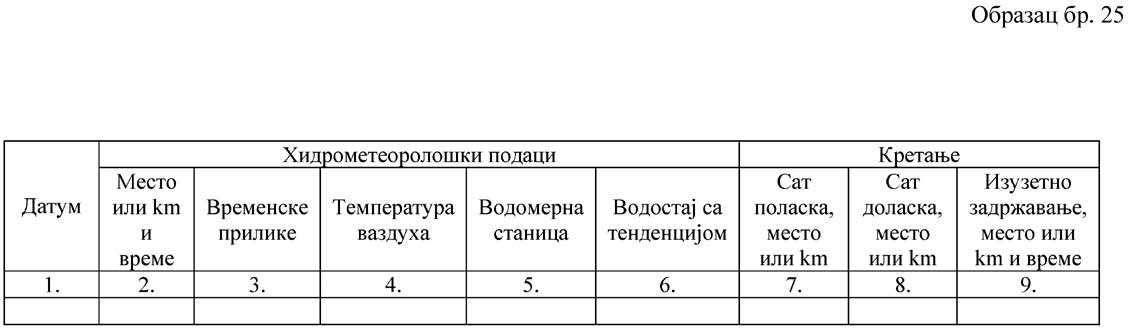 Образац бр. 25
Хидрометеоролошки подаци
Кретање
Датум
Место
или km
и
време
Временске
прилике
Температура
ваздуха
Водомерна
станица
Водостај са
тенденцијом
Сат
поласка,
место
или km
Сат
доласка,
место
или km
Изузетно
задржавање,
место или
km и време
1. 2. 3. 4. 5. 6. 7. 8. 9.